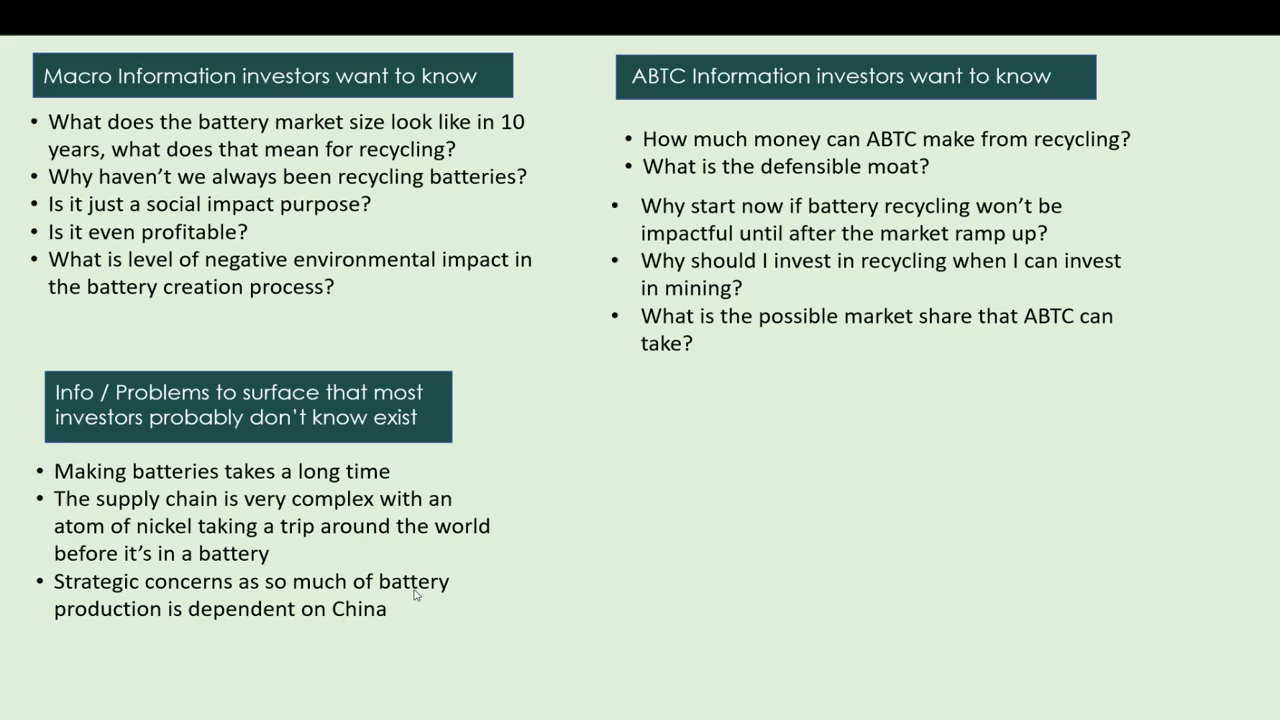 Macro Information investors want to know
• What does the battery market size look like in 10
years, what does that mean for recycling?
• Why haven't we always been recycling batteries?
• Is it just a social impact purpose?
• Is it even profitable?
• What is level of negative environmental impact in
the battery creation process?
ABTC Information investors want to know
• How much money can ABTC make from recycling?
• What is the defensible moat?
• Why start now if battery recycling won't be
impactful until after the market ramp up?
• Why should I invest in recycling when I can invest
in mining?
• What is the possible market share that ABTC can
take?
Info / Problems to surface that most
investors probably don't know exist
• Making batteries takes a long time
• The supply chain is very complex with an
atom of nickel taking a trip around the world
before it's in a battery
• Strategic concerns as so much of battery
production is dependent on China